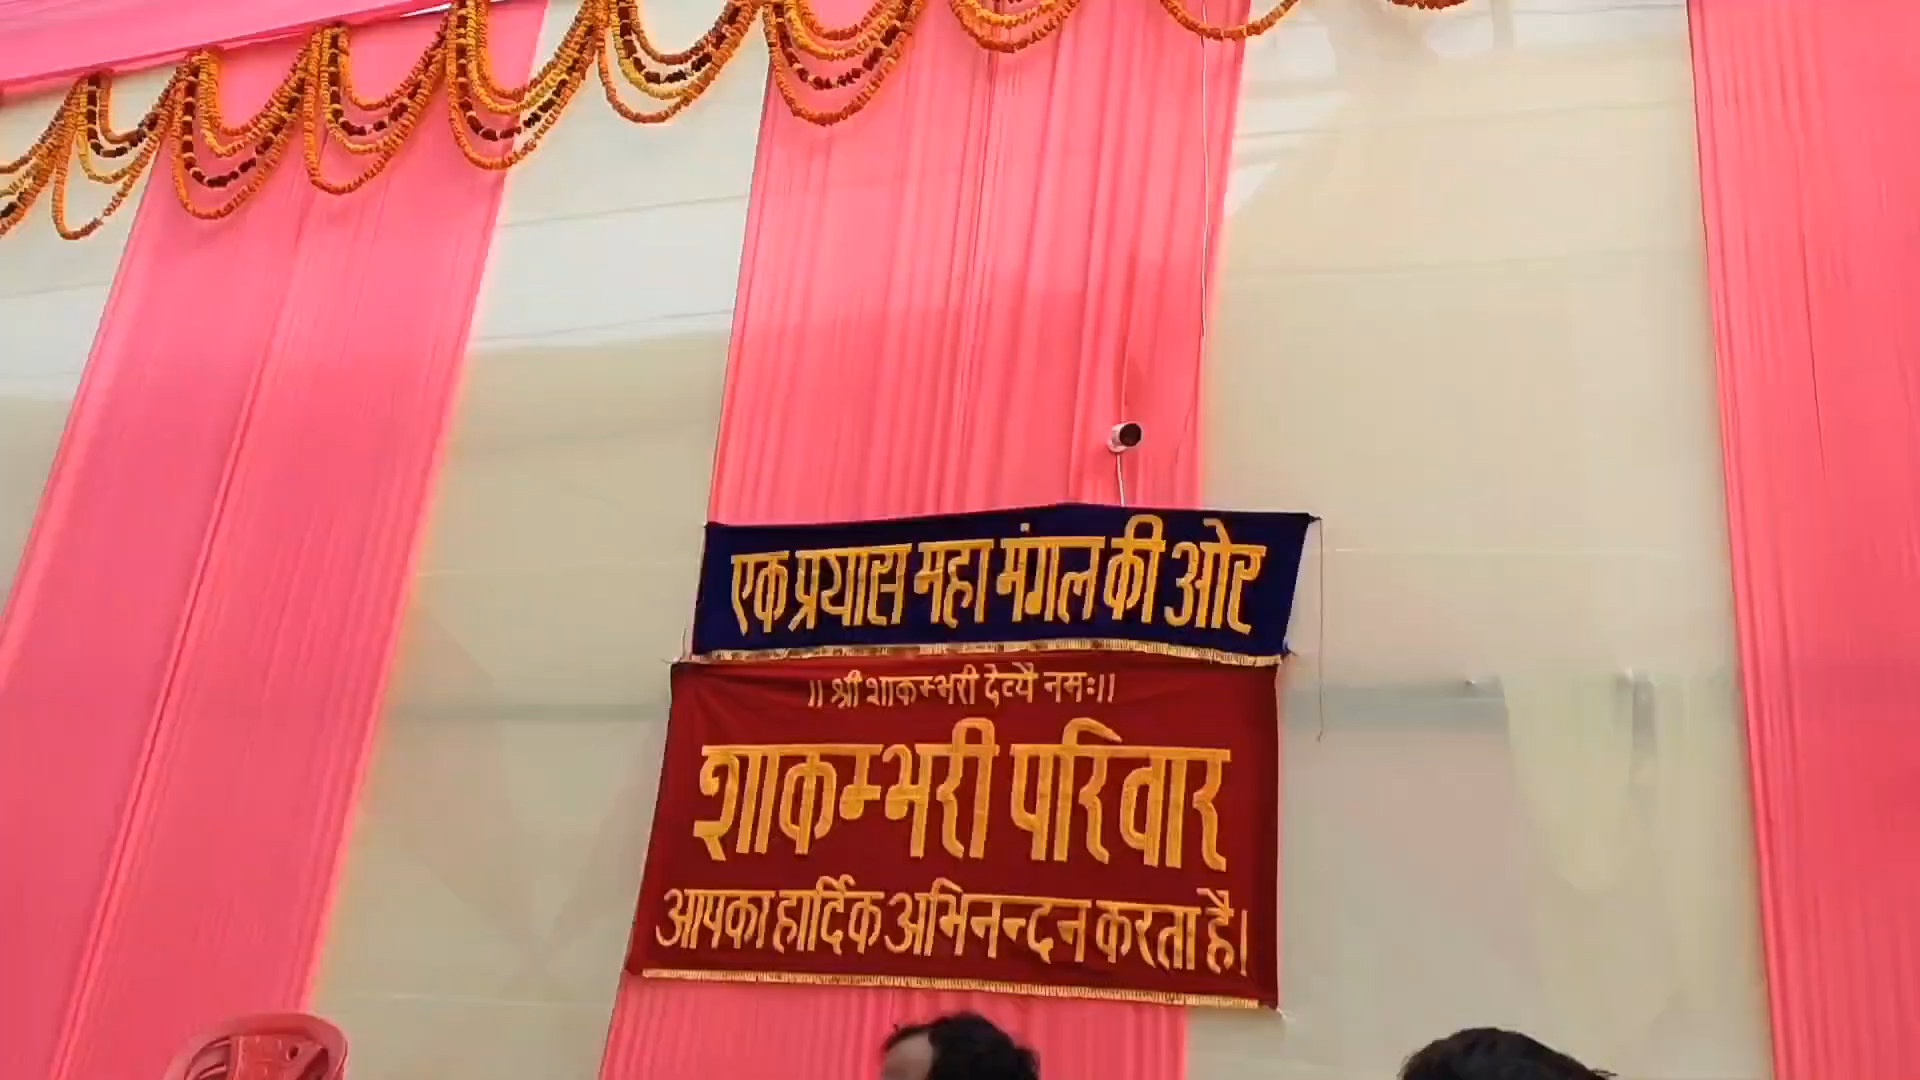 एक प्रयास महा मंगल की ओर
।। श्री शाकम्भरी देव्यै नमः।।
शाकम्भरी परिवार
आपका हार्दिक अभिनन्दन करता है।